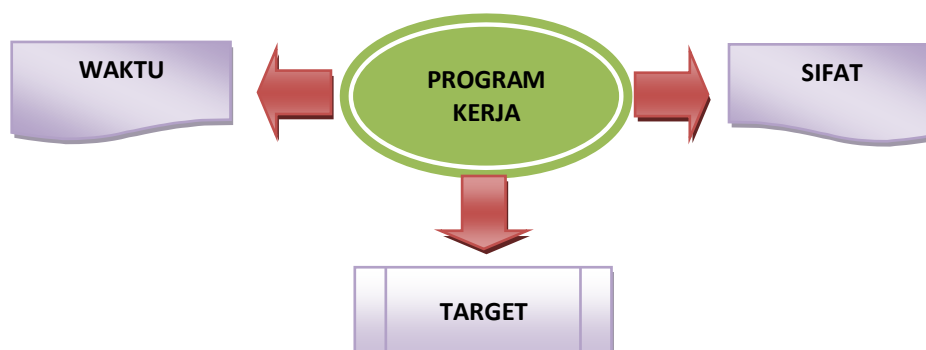 WAKTU
PROGRAM
KERJA
SIFAT
TARGET